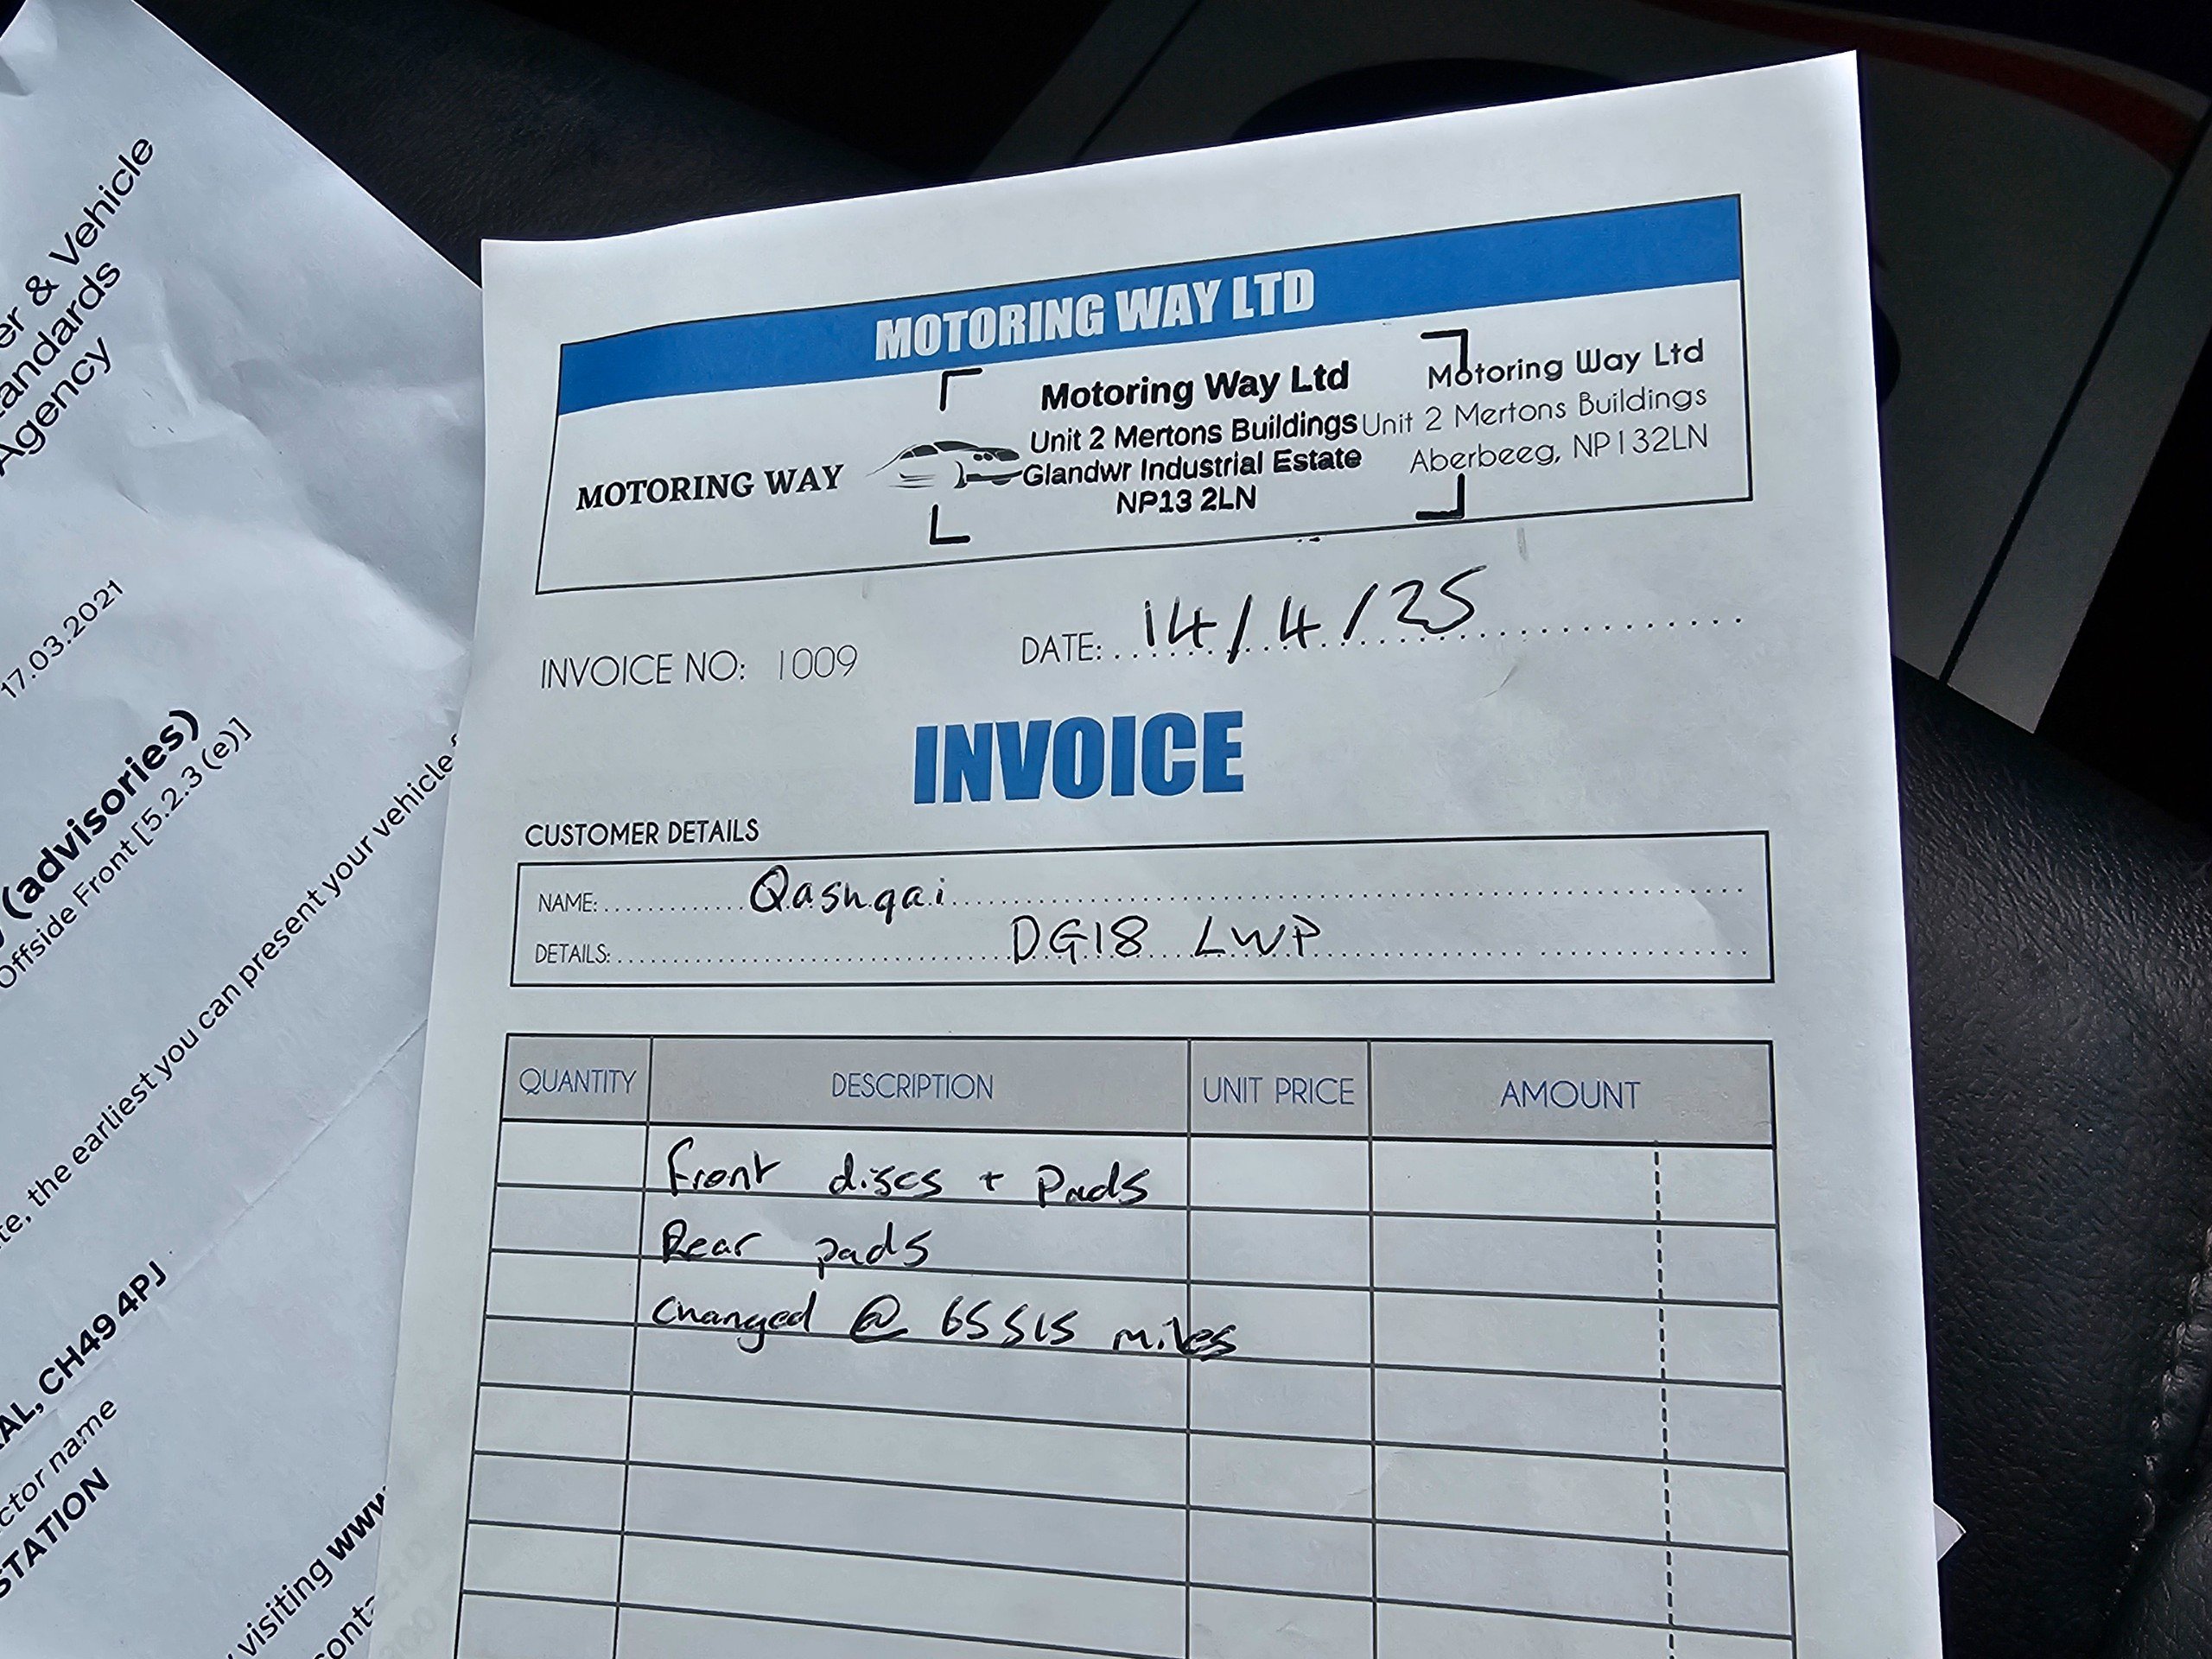 er & Vehicle
andards
Agency
17.03.2021
(advisories)
Offside Front [5.2.3 (e)]
the earliest you can present your vehicle
AL, CH49 4PJ
ctor name
STATION
visiting www.
MOTORING WAY LTD
MOTORING WAY
Motoring Way Ltd
Unit 2 Mertons Buildings
Glandwr Industrial Estate
NP13 2LN
Motoring Way Ltd
Unit 2 Mertons Buildings
Aberbeeg, NP132LN
INVOICE NO: 1009
DATE: 14/4/25
INVOICE
CUSTOMER DETAILS
NAME: Qashqai
DETAILS: DG18 LWP
QUANTITY DESCRIPTION UNIT PRICE AMOUNT
Front discs + Pads
Rear pads
Changed @ 65515 miles